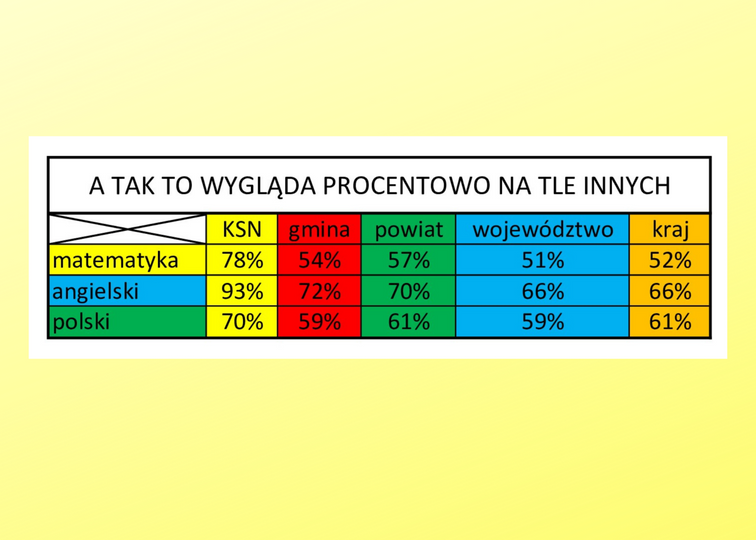 A TAK TO WYGLĄDA PROCENTOWO NA TLE INNYCH
KSN gmina powiat województwo kraj
matematyka 78% 54% 57% 51% 52%
angielski 93% 72% 70% 66% 66%
polski 70% 59% 61% 59% 61%